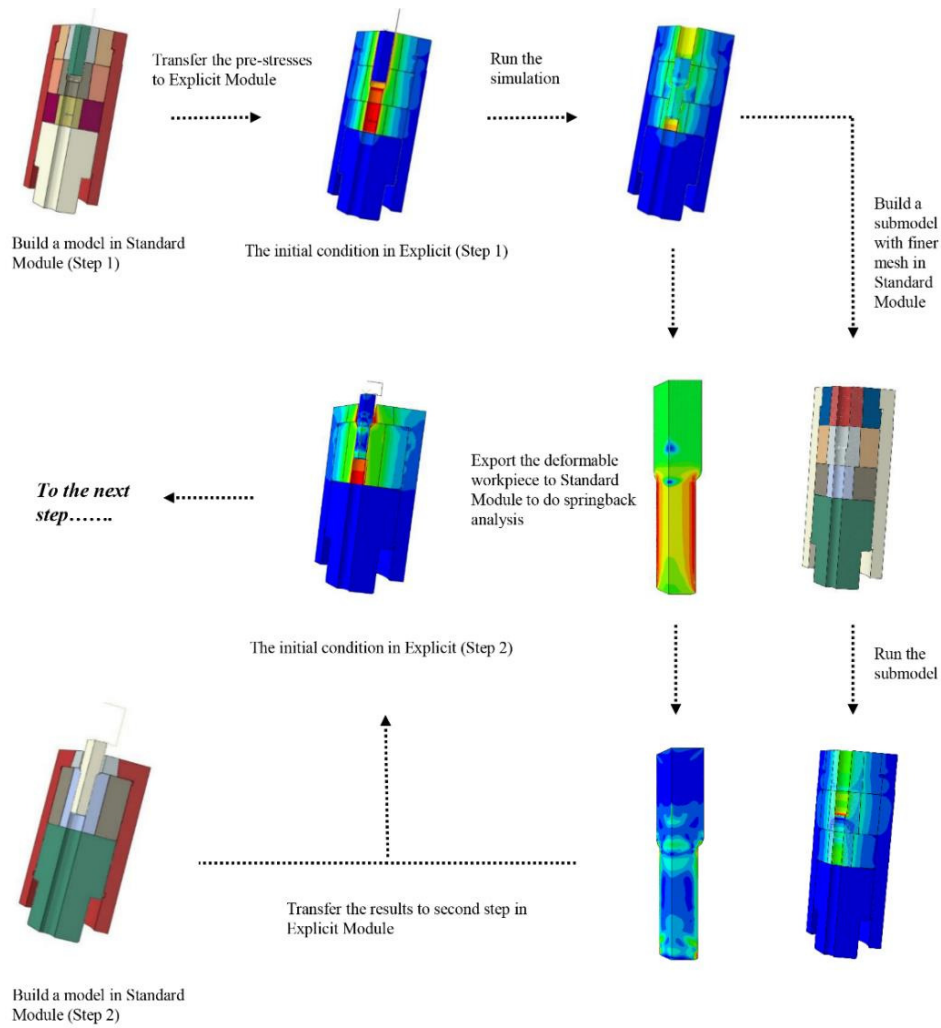 Transfer the pre-stresses
to Explicit Module
Run the
simulation
Build a model in Standard
Module (Step 1)
The initial condition in Explicit (Step 1)
Build a
submodel
with finer
mesh in
Standard
Module
To the next
step.......
Export the deformable
workpiece to Standard
Module to do springback
analysis
The initial condition in Explicit (Step 2)
Run the
submodel
Transfer the results to second step in
Explicit Module
Build a model in Standard
Module (Step 2)